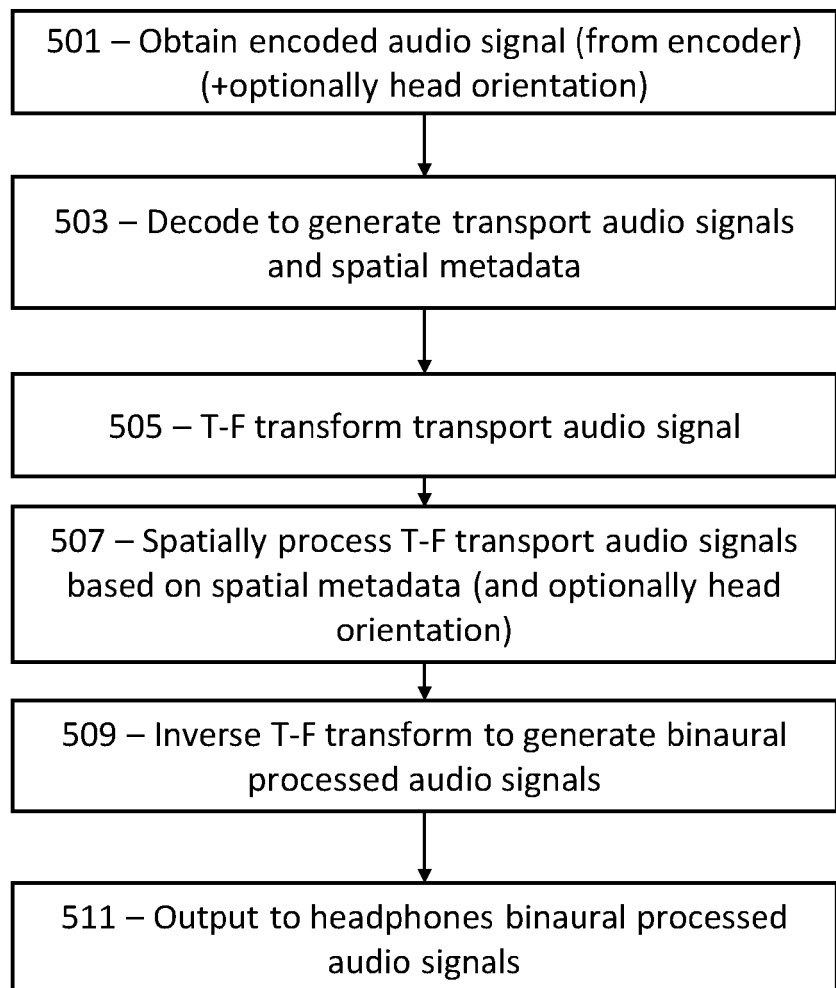 501 – Obtain encoded audio signal (from encoder)
(+optionally head orientation)
503 – Decode to generate transport audio signals
and spatial metadata
505 – T-F transform transport audio signal
507 – Spatially process T-F transport audio signals
based on spatial metadata (and optionally head
orientation)
509 – Inverse T-F transform to generate binaural
processed audio signals
511 – Output to headphones binaural processed
audio signals